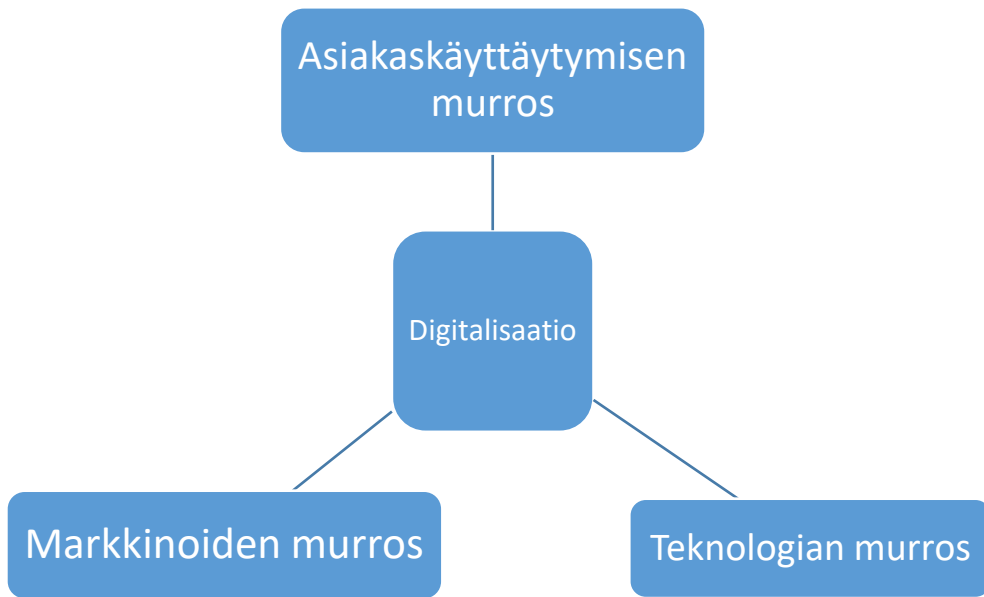 Asiakaskäyttäytymisen
murros
Digitalisaatio
Markkinoiden murros
Teknologian murros